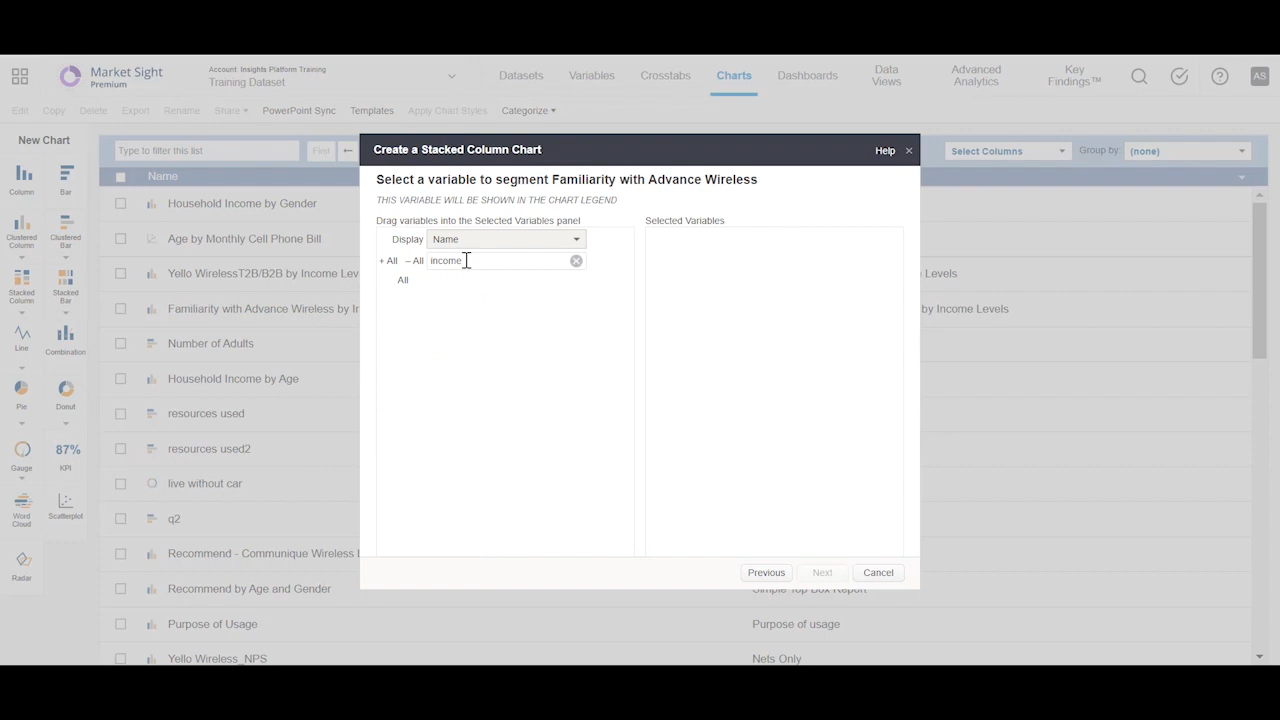 Market Sight
Premium
Account: Insights Platform Training
Training Dataset
Datasets
Variables
Crosstabs
Charts
Dashboards
Data
Views
Advanced
Analytics
Key
Findings™
AS
Edit
Copy
Delete
Export
Rename
Share
PowerPoint Sync
Templates
Apply Chart Styles
Categorize
New Chart
Type to filter this list
First
Select Columns
Group by:
(none)
Name
Column
Bar
Clustered
Column
Clustered
Bar
Stacked
Column
Stacked
Bar
Line
Combination
Pie
Donut
Gauge
87%
KPI
Word
Cloud
Scatterplot
Radar
Household Income by Gender
Age by Monthly Cell Phone Bill
Yello WirelessT2B/B2B by Income Lev
Levels
Familiarity with Advance Wireless by I
by Income Levels
Number of Adults
Household Income by Age
resources used
resources used2
live without car
q2
Recommend - Communique Wireless
Recommend by Age and Gender
Simple Top Box Report
Purpose of Usage
Purpose of usage
Yello Wireless_NPS
Nets Only
Create a Stacked Column Chart
Help
×
Select a variable to segment Familiarity with Advance Wireless
THIS VARIABLE WILL BE SHOWN IN THE CHART LEGEND
Drag variables into the Selected Variables panel
Selected Variables
Display
Name
+ All
– All
income
All
Previous
Next
Cancel